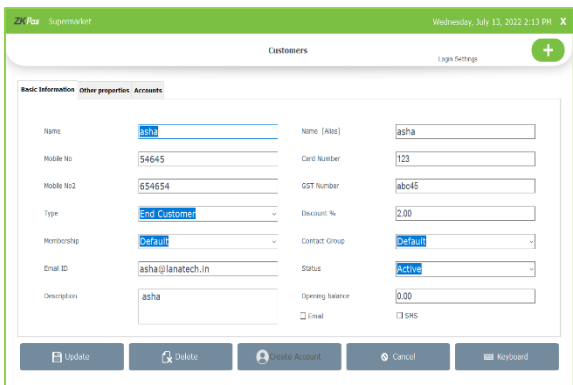 ZKPos Supermarket Wednesday, July 13, 2022 2:13 PM X
Customers
Login Settings
+
Basic Information Other properties Accounts
Name asha Name [Alias] asha
Mobile No 54645 Card Number 123
Mobile No2 654654 GST Number abc45
Type End Customer Discount % 2.00
Membership Default Contact Group Default
Email ID asha@lanatech.in Status Active
Description asha Opening balance 0.00
Email SMS
Update Delete Create Account Cancel Keyboard